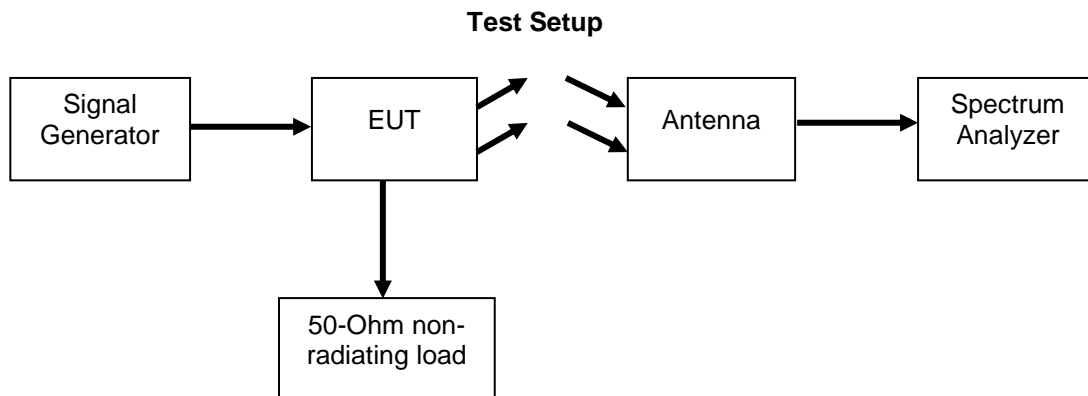 Test Setup
Signal
Generator
EUT
Antenna
Spectrum
Analyzer
50-Ohm non-
radiating load